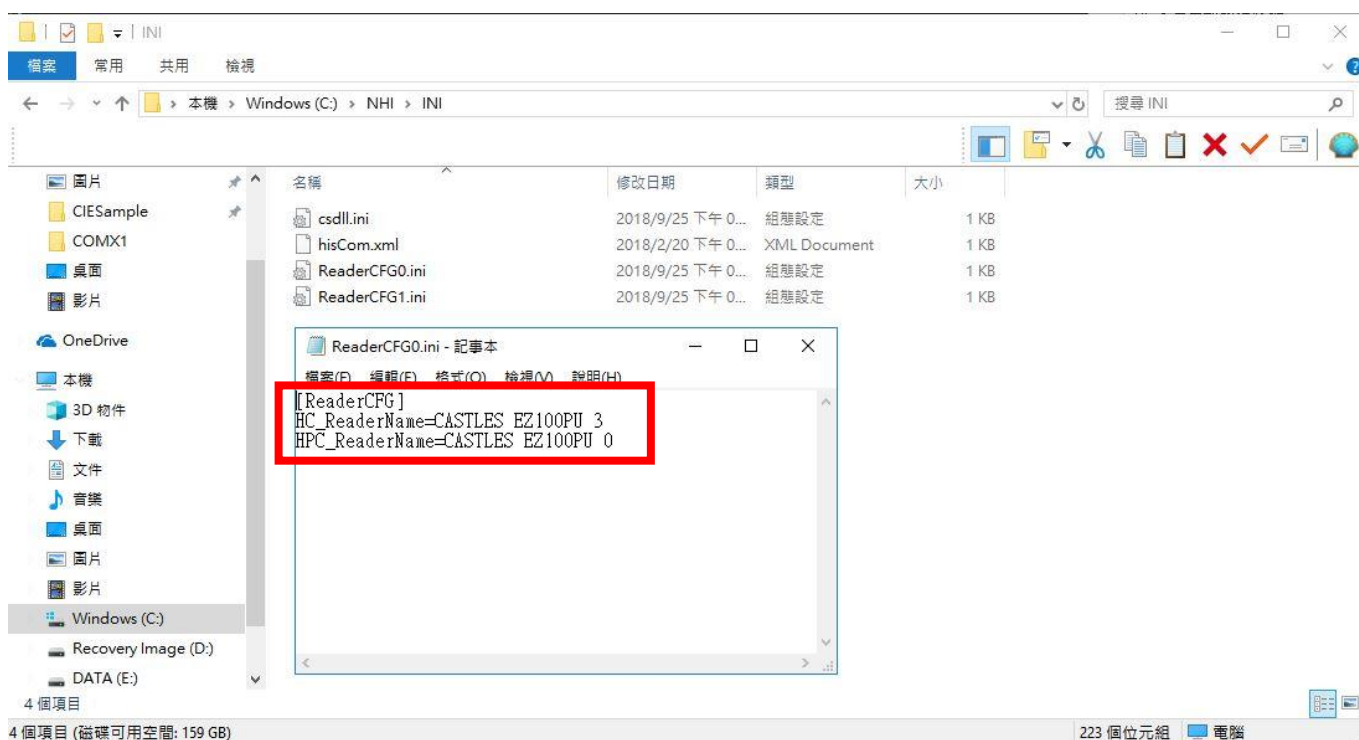 INI
檔案 常用 共用 檢視
本機 > Windows (C:) > NHI > INI
搜尋 INI
名稱 修改日期 類型 大小
圖片
CIESample
COMX1
桌面
影片
OneDrive
本機
3D 物件
下載
文件
音樂
桌面
圖片
影片
Windows (C:)
Recovery Image (D:)
DATA (E:)
csdll.ini 2018/9/25 下午 0... 組態設定 1 KB
hisCom.xml 2018/2/20 下午 0... XML Document 1 KB
ReaderCFG0.ini 2018/9/25 下午 0... 組態設定 1 KB
ReaderCFG1.ini 2018/9/25 下午 0... 組態設定 1 KB
ReaderCFG0.ini - 記事本
檔案(F) 編輯(E) 格式(O) 檢視(V) 說明(H)
[ReaderCFG]
HC_ReaderName=CASTLES EZ100PU 3
HPC_ReaderName=CASTLES EZ100PU 0
4 個項目
4 個項目 (磁碟可用空間: 159 GB) 223 個位元組 電腦